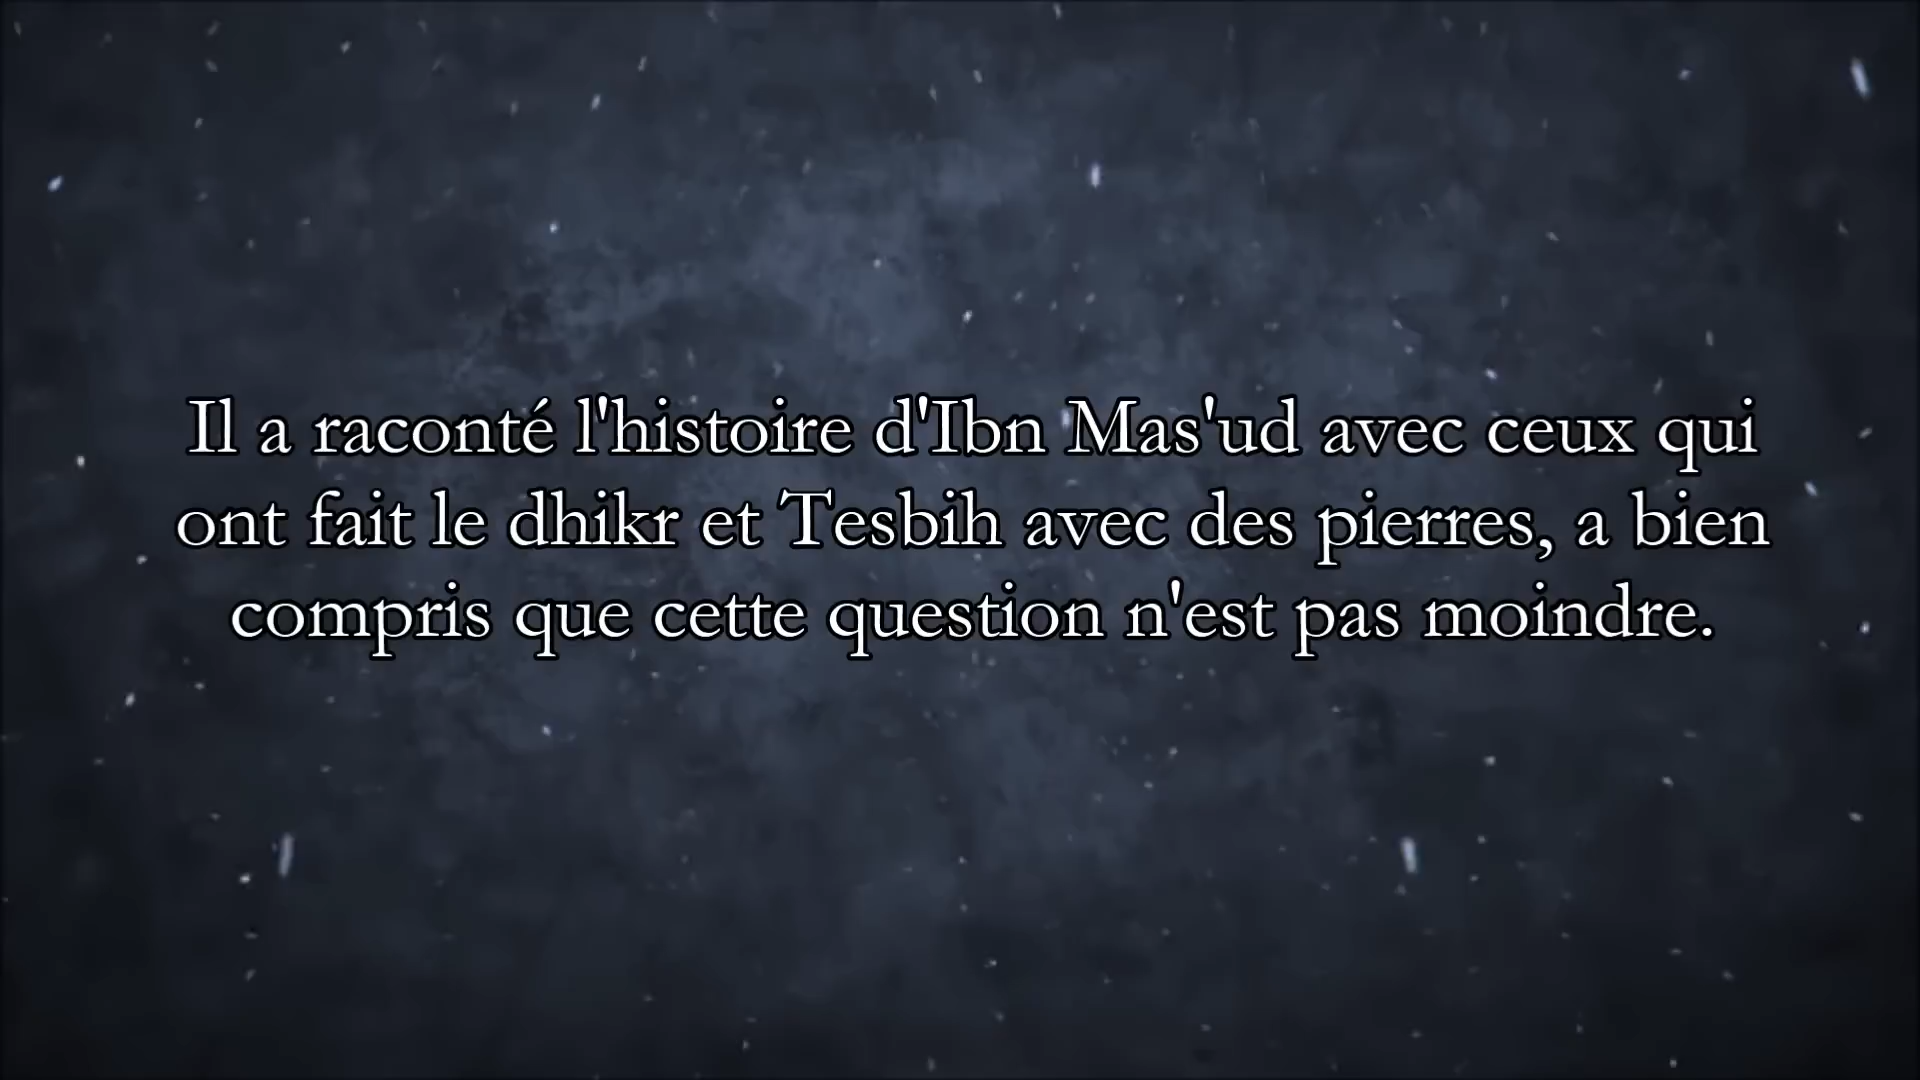 Il a raconté l'histoire d'Ibn Mas'ud avec ceux qui
ont fait le dhikr et Tesbih avec des pierres, a bien
compris que cette question n'est pas moindre.